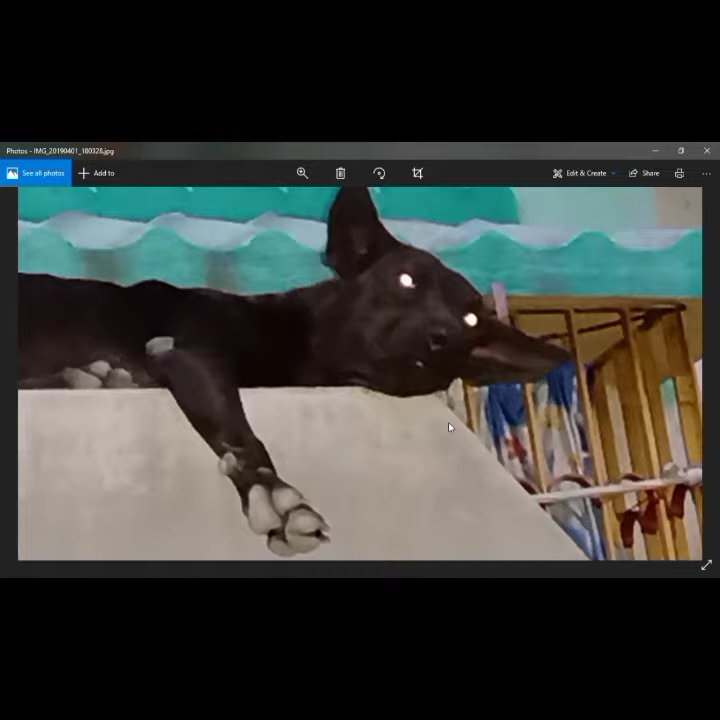 Photos - IMG_20190401_180328.jpg
See all photos
Add to
Edit & Create
Share